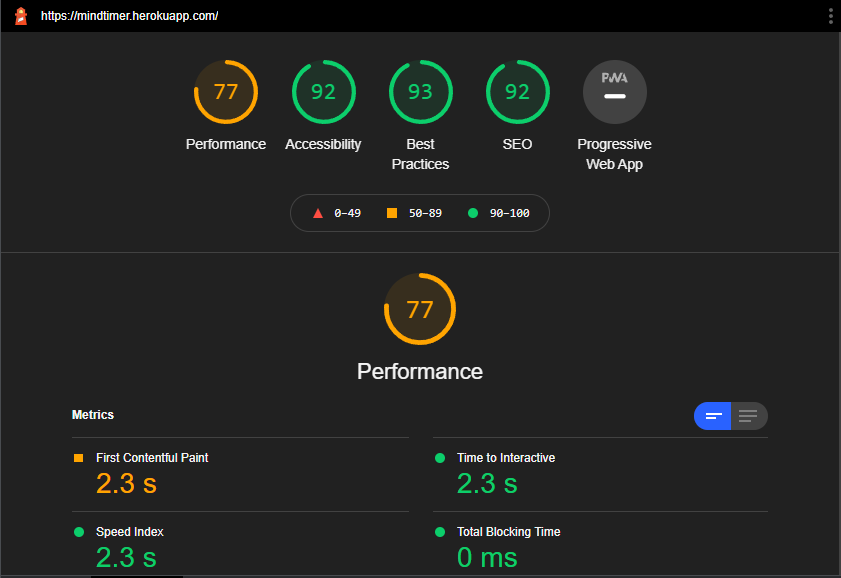 https://mindtimer.herokuapp.com/
77 92 93 92 PWA
Performance Accessibility Best Practices SEO Progressive Web App
0–49 50–89 90–100
77
Performance
Metrics
First Contentful Paint
2.3 s
Time to Interactive
2.3 s
Speed Index
2.3 s
Total Blocking Time
0 ms